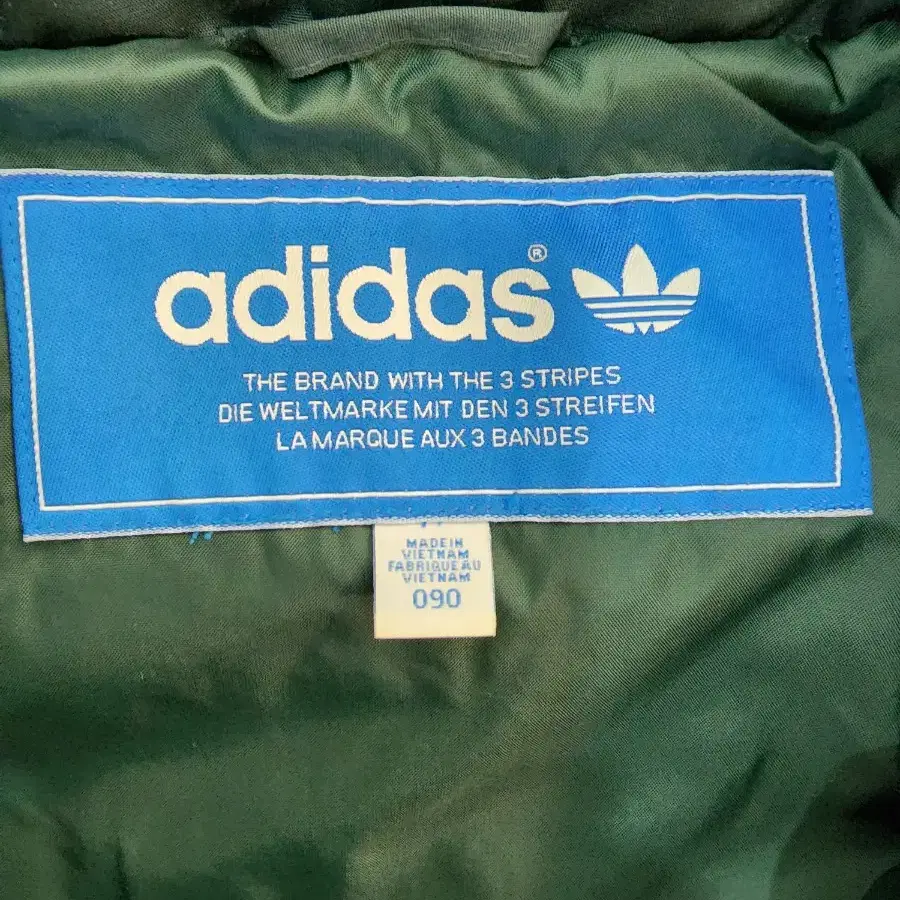 adidas®
THE BRAND WITH THE 3 STRIPES
DIE WELTMARKE MIT DEN 3 STREIFEN
LA MARQUE AUX 3 BANDES
MADE IN
VIETNAM
FABRIQUE AU
VIETNAM
090